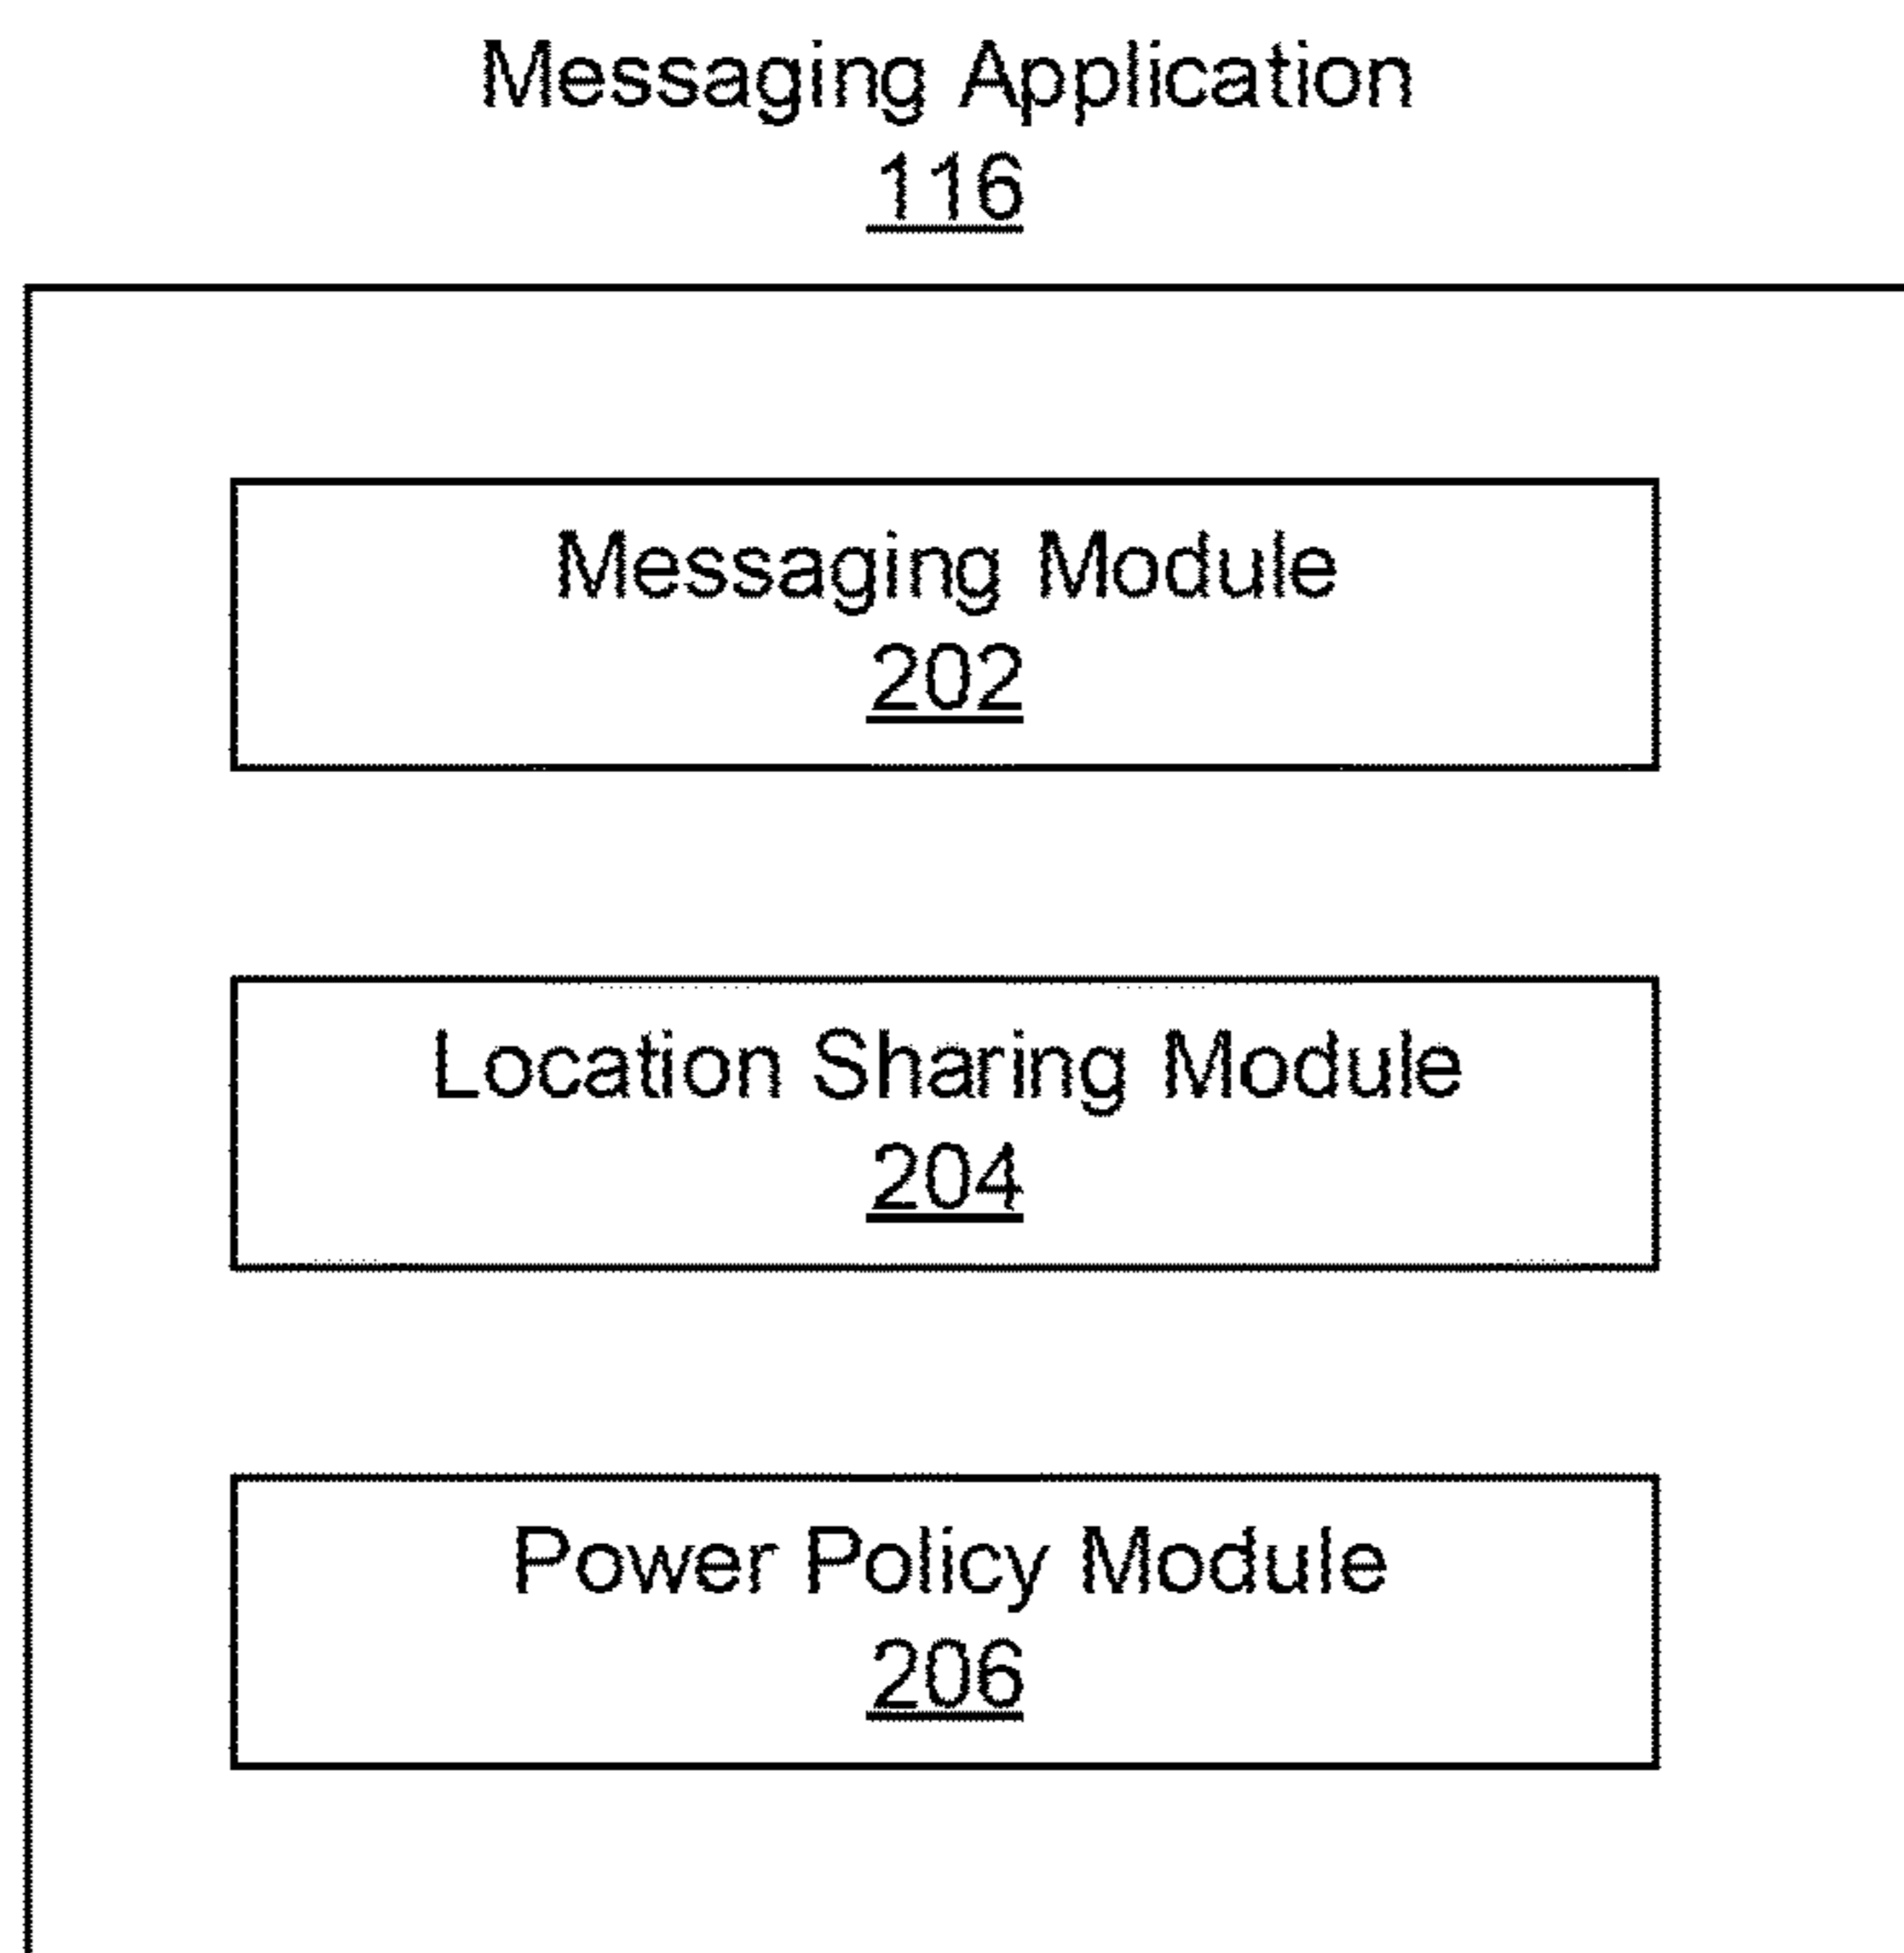 Messaging Application
116
Messaging Module
202
Location Sharing Module
204
Power Policy Module
206